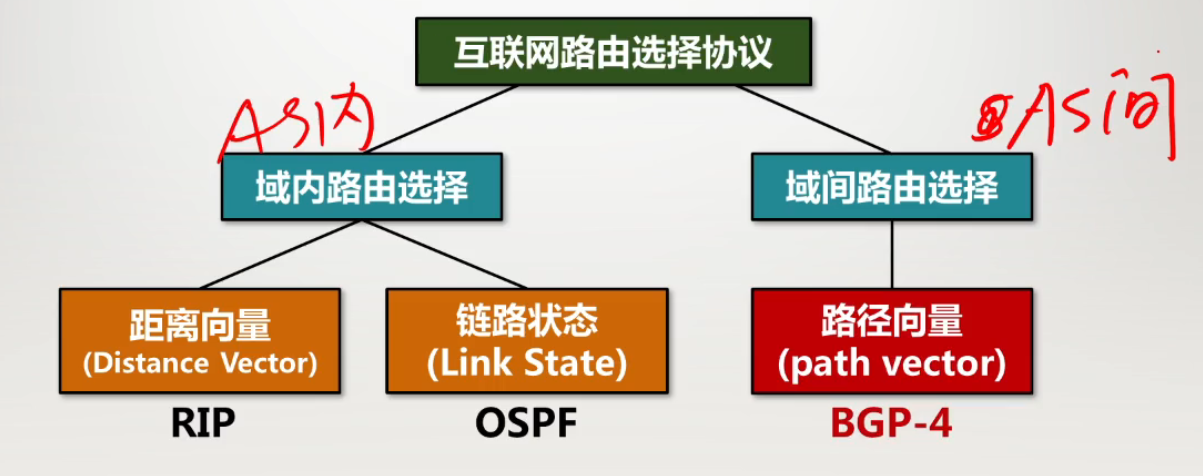 互联网路由选择协议
AS内
AS间
域内路由选择
域间路由选择
距离向量
(Distance Vector)
链路状态
(Link State)
路径向量
(path vector)
RIP
OSPF
BGP-4